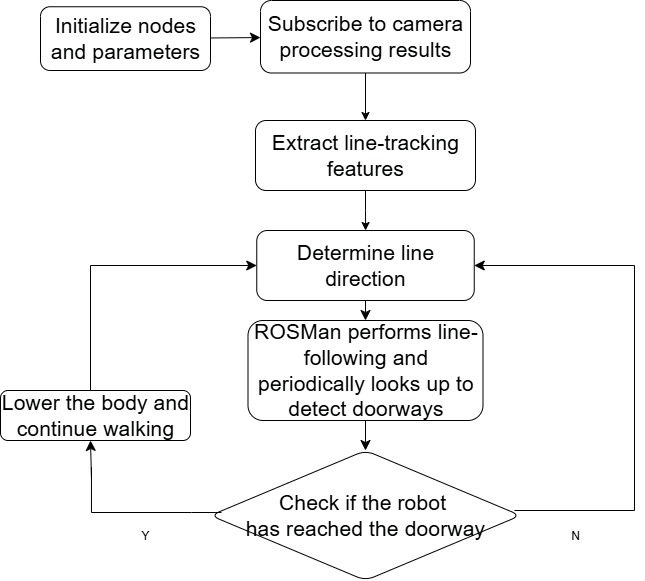 Initialize nodes
and parameters
Subscribe to camera
processing results
Extract line-tracking
features
Determine line
direction
ROSMan performs line-
following and
periodically looks up to
detect doorways
Lower the body and
continue walking
Check if the robot
has reached the doorway
Y
N